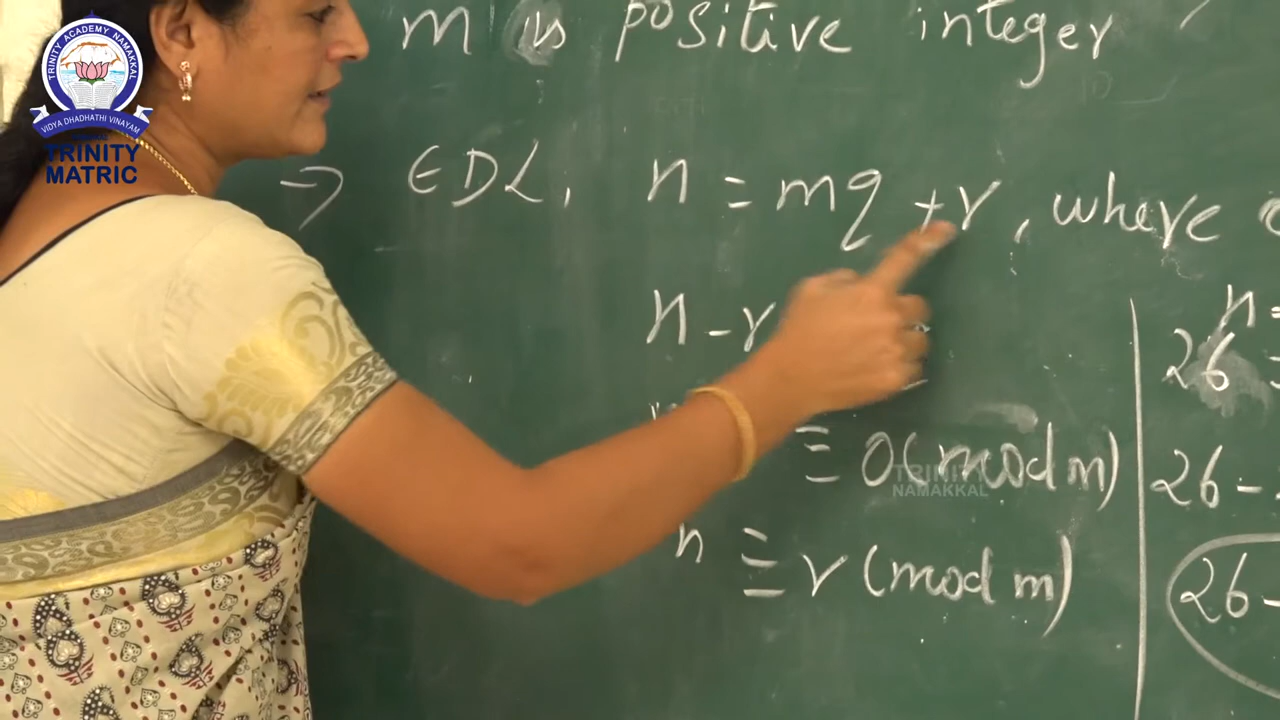 TRINITY ACADEMY NAMAKKAL
VIDYA DHADHATHI VINAYAM
TRINITY
MATRIC
m is positive integer
→ EDL, n = mq + r, where
n - r
≡ 0 (mod m)
n ≡ r (mod m)
n =
26
26 -
26 -
TRINITY
NAMAKKAL